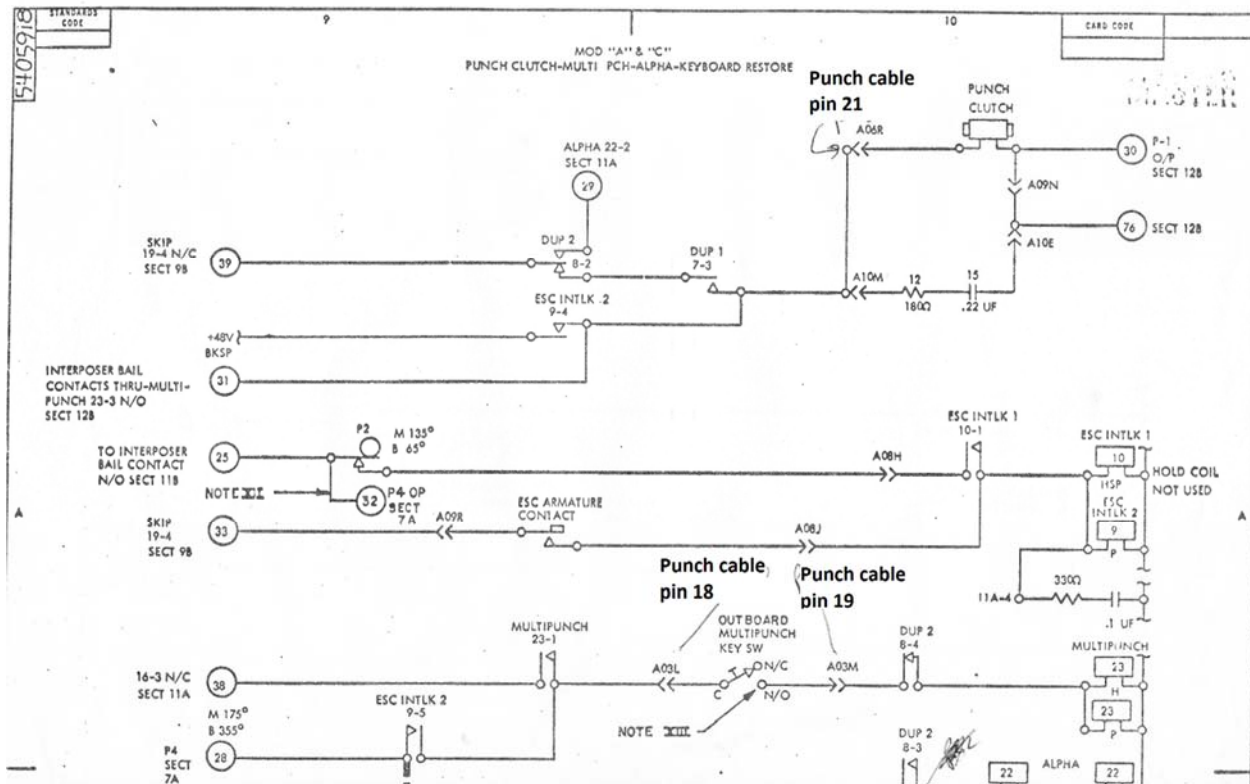 5405918
STANDARDS
CODE
9
10
CARD CODE
MOD "A" & "C"
PUNCH CLUTCH-MULTI PCH-ALPHA-KEYBOARD RESTORE
Punch cable
pin 21
PUNCH
CLUTCH
A06R
30
P-1
O/P
SECT 12B
ALPHA 22-2
SECT 11A
29
A09N
76
SECT 12B
A10E
SKIP
19-4 N/C
SECT 9B
39
DUP 2
8-2
DUP 1
7-3
A10M
12
180Ω
15
.22 UF
ESC INTLK .2
9-4
+48V
BKSP
INTERPOSER BAIL
CONTACTS THRU-MULTI-
PUNCH 23-3 N/O
SECT 12B
31
ESC INTLK 1
10-1
ESC INTLK 1
10
HSP
HOLD COIL
NOT USED
TO INTERPOSER
BAIL CONTACT
N/O SECT 11B
25
P2
M 135°
B 65°
A08H
NOTE XI
32
P4 OP
SECT
7A
ESC
INTLK 2
9
P
A
A
SKIP
19-4
SECT 9B
33
A09R
ESC ARMATURE
CONTACT
A08J
Punch cable
pin 18
Punch cable
pin 19
11A-4
330Ω
.1 UF
MULTIPUNCH
23-1
OUTBOARD
MULTIPUNCH
KEY SW
N/C
C
N/O
DUP 2
8-4
MULTIPUNCH
23
H
23
P
16-3 N/C
SECT 11A
38
A03L
A03M
M 175°
B 355°
ESC INTLK 2
9-5
NOTE XIII
P4
SECT
7A
28
DUP 2
8-3
22
ALPHA
22